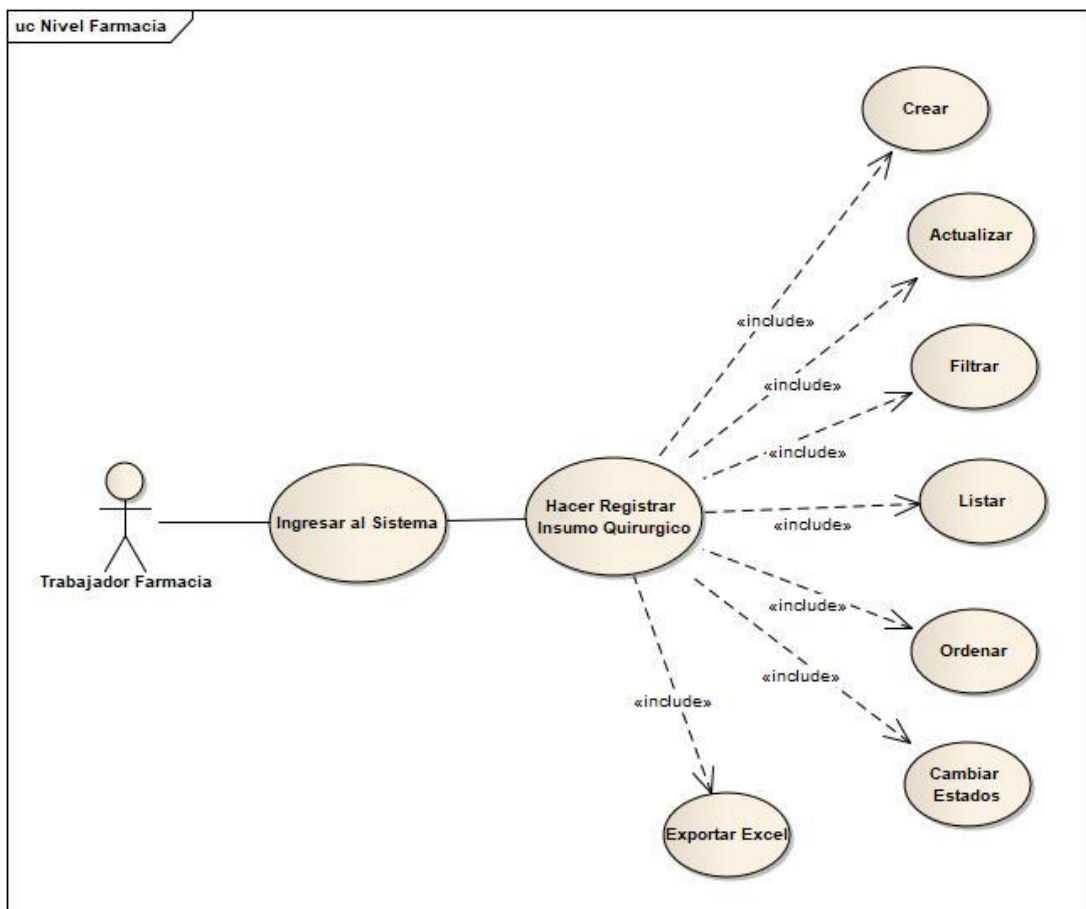 uc Nivel Farmacia
Crear
Actualizar
«include»
Filtrar
«include»
«include»
Hacer Registrar
Insumo Quirurgico
Listar
Ingresar al Sistema
«include»
Trabajador Farmacia
«include»
Ordenar
«include»
«include»
Cambiar
Estados
Exportar Excel